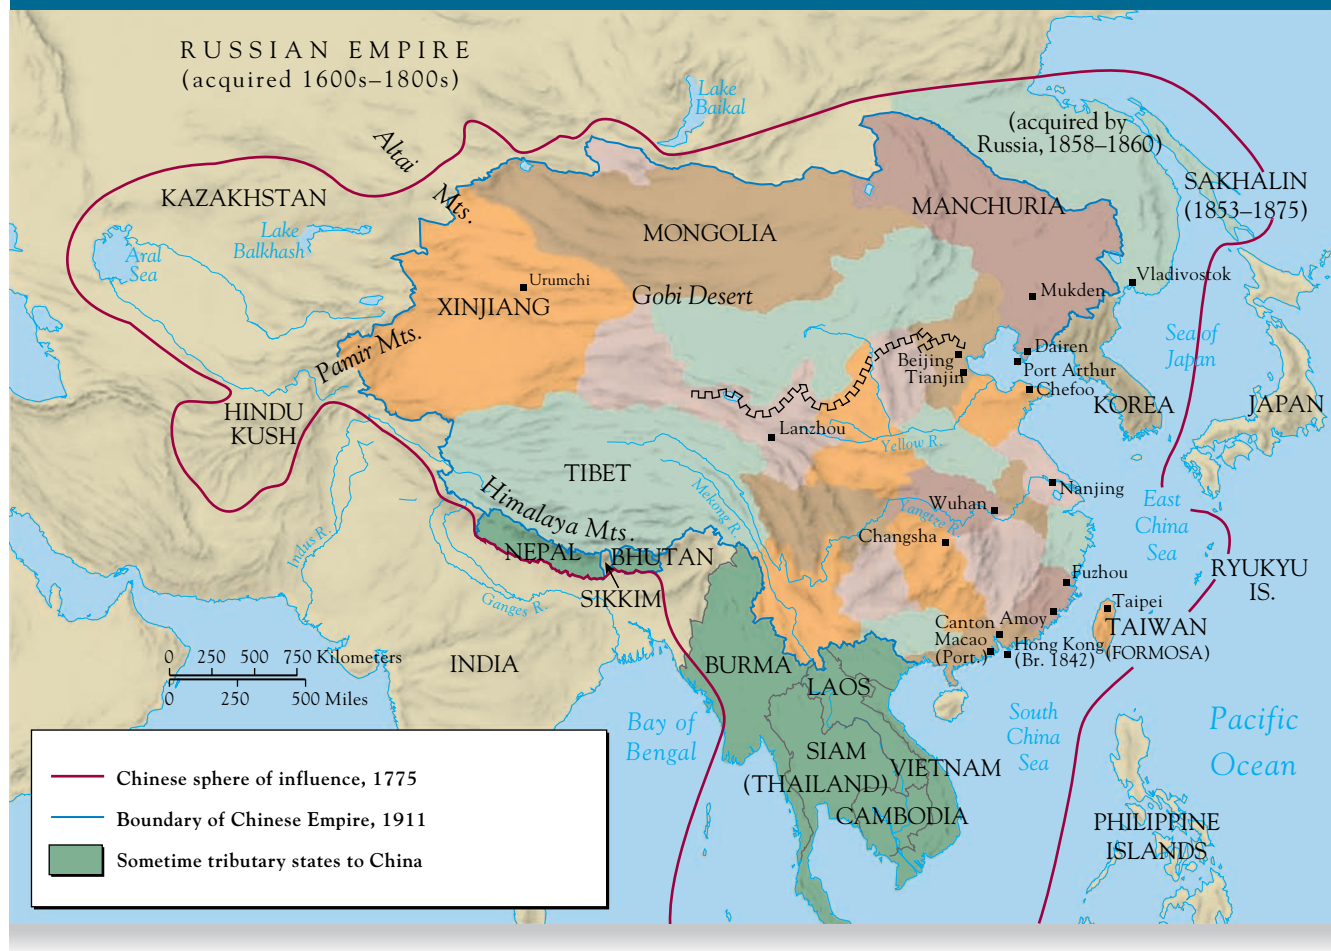 RUSSIAN EMPIRE
(acquired 1600s–1800s)
Lake
Baikal
Altai
Mts.
(acquired by
Russia, 1858–1860)
SAKHALIN
(1853–1875)
KAZAKHSTAN
MANCHURIA
MONGOLIA
Lake
Balkhash
Aral
Sea
Urumchi
Gobi Desert
XINJIANG
Mukden
Vladivostok
Pamir Mts.
Sea of
Japan
Beijing
Tianjin
Dairen
Port Arthur
Chefoo
KOREA
JAPAN
HINDU
KUSH
Lanzhou
Yellow R.
TIBET
Himalaya Mts.
Mekong R.
Nanjing
Wuhan
Yangtze R.
East
China
Sea
Changsha
Indus R.
NEPAL
BHUTAN
SIKKIM
Ganges R.
Fuzhou
RYUKYU
IS.
Taipei
TAIWAN
(FORMOSA)
Amoy
Canton
Macao
(Port.)
Hong Kong
(Br. 1842)
INDIA
BURMA
LAOS
0 250 500 750 Kilometers
0 250 500 Miles
Bay of
Bengal
South
China
Sea
Pacific
Ocean
SIAM
(THAILAND)
VIETNAM
CAMBODIA
PHILIPPINE
ISLANDS
Chinese sphere of influence, 1775
Boundary of Chinese Empire, 1911
Sometime tributary states to China